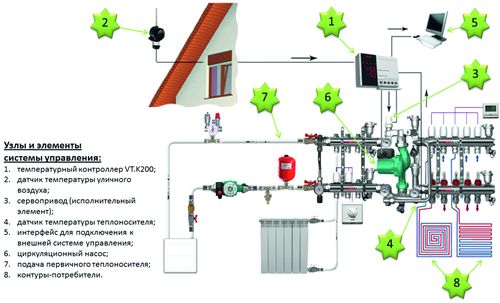 2
1
5
3
7
6
4
8
Узлы и элементы
системы управления:
1. температурный контроллер VT.K200;
2. датчик температуры уличного
воздуха;
3. сервопривод (исполнительный
элемент);
4. датчик температуры теплоносителя;
5. интерфейс для подключения к
внешней системе управления;
6. циркуляционный насос;
7. подача первичного теплоносителя;
8. контуры-потребители.